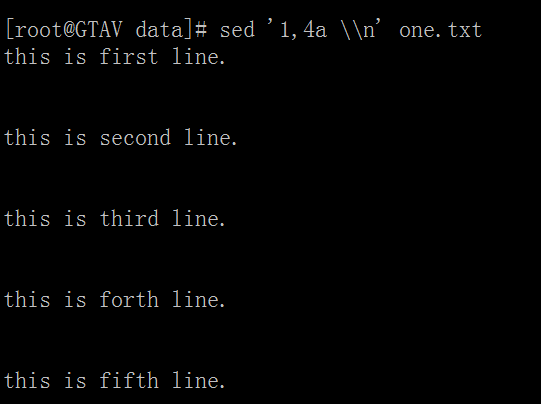 [root@GTAV data]# sed '1,4a \\n' one.txt
this is first line.
this is second line.
this is third line.
this is forth line.
this is fifth line.